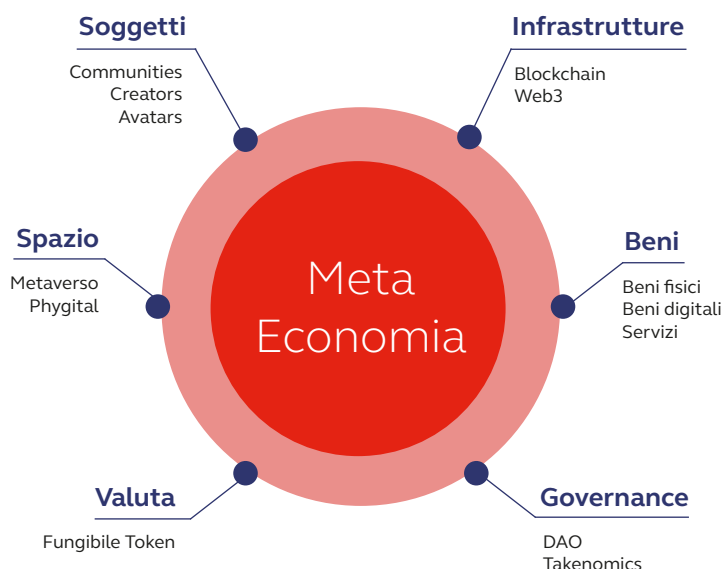 Soggetti
Communities
Creators
Avatars
Infrastrutture
Blockchain
Web3
Spazio
Metaverso
Phygital
Meta
Economia
Beni
Beni fisici
Beni digitali
Servizi
Valuta
Fungibile Token
Governance
DAO
Takenomics